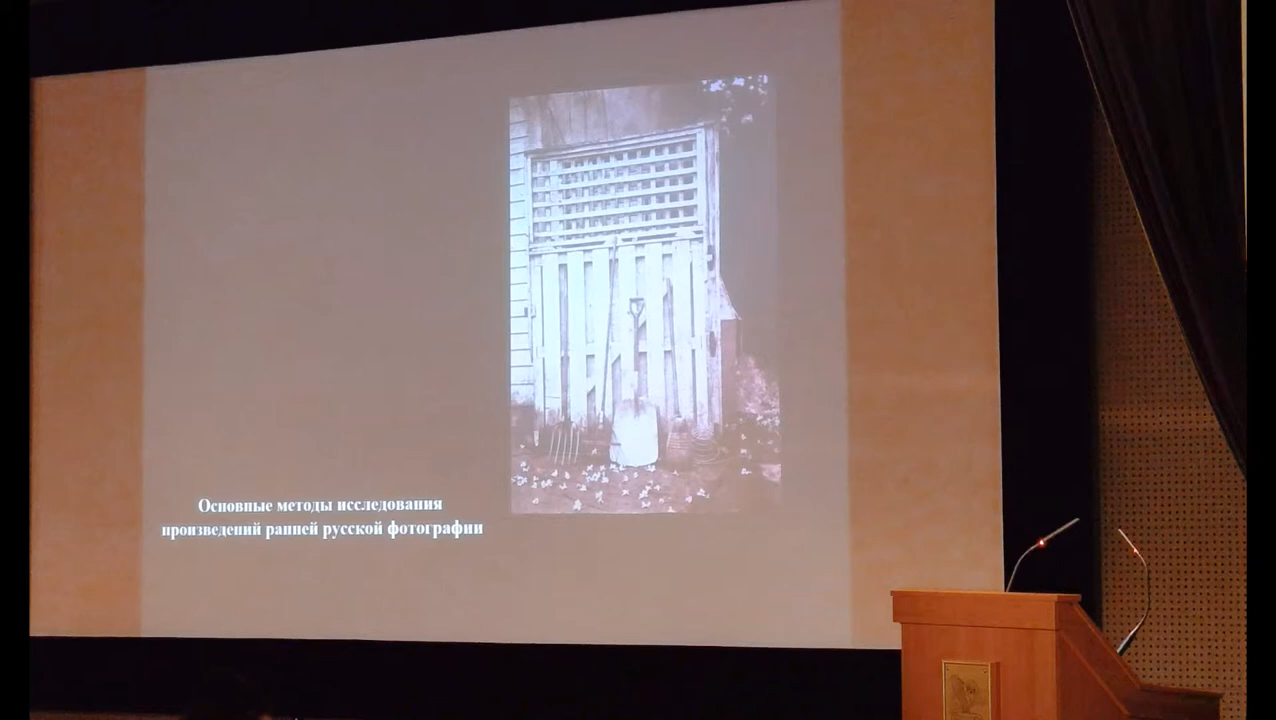 Основные методы исследования
произведений ранней русской фотографии